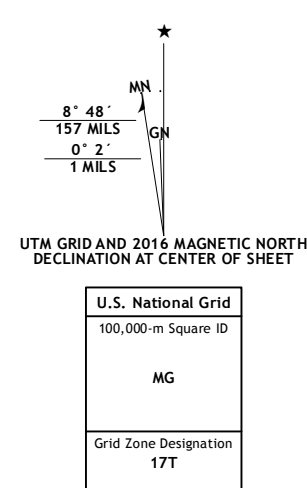 ★
MN
GN
8° 48´
157 MILS
0° 2´
1 MILS
UTM GRID AND 2016 MAGNETIC NORTH
DECLINATION AT CENTER OF SHEET
U.S. National Grid
100,000-m Square ID
MG
Grid Zone Designation
17T